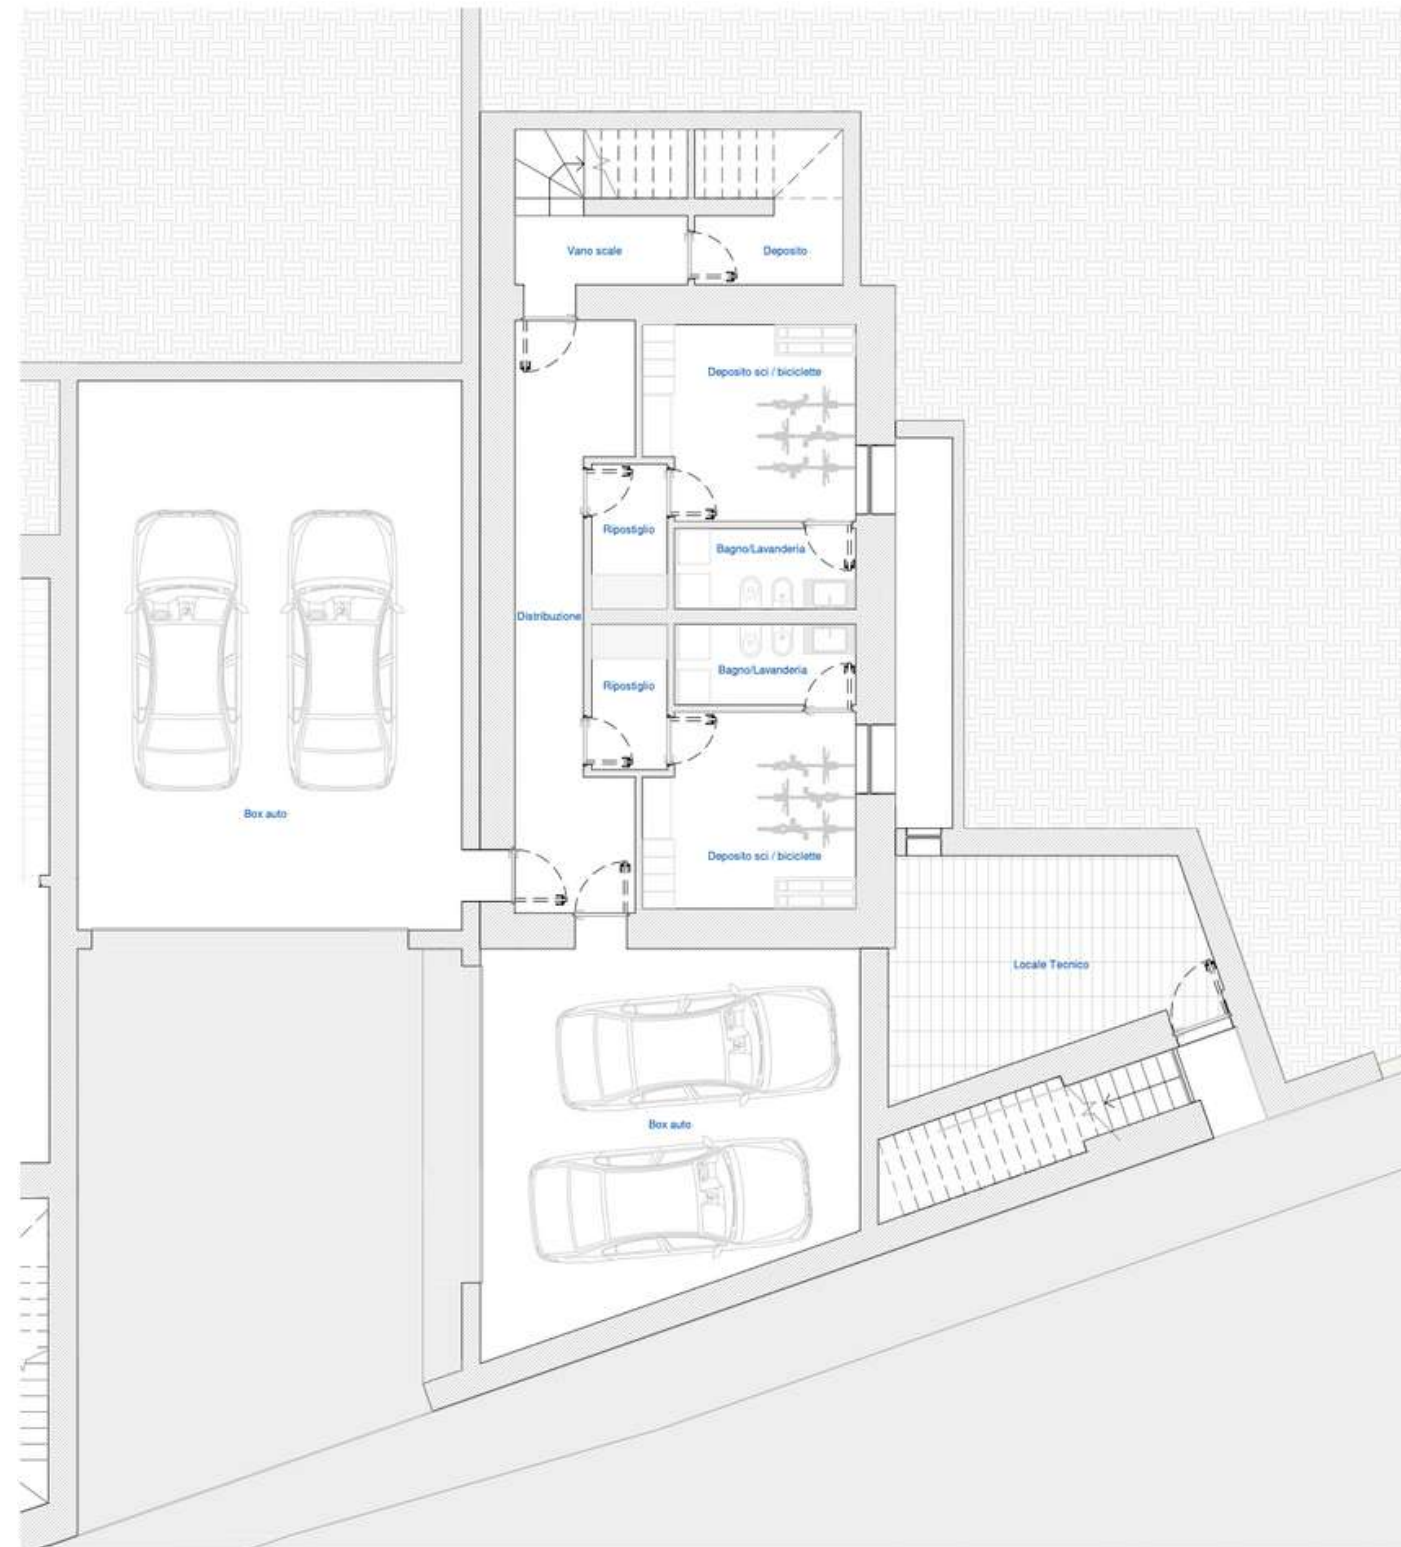 Vano scale
Deposito
Deposito sci / biciclette
Ripostiglio
Bagno/Lavanderia
Distribuzione
Bagno/Lavanderia
Ripostiglio
Box auto
Deposito sci / biciclette
Locale Tecnico
Box auto